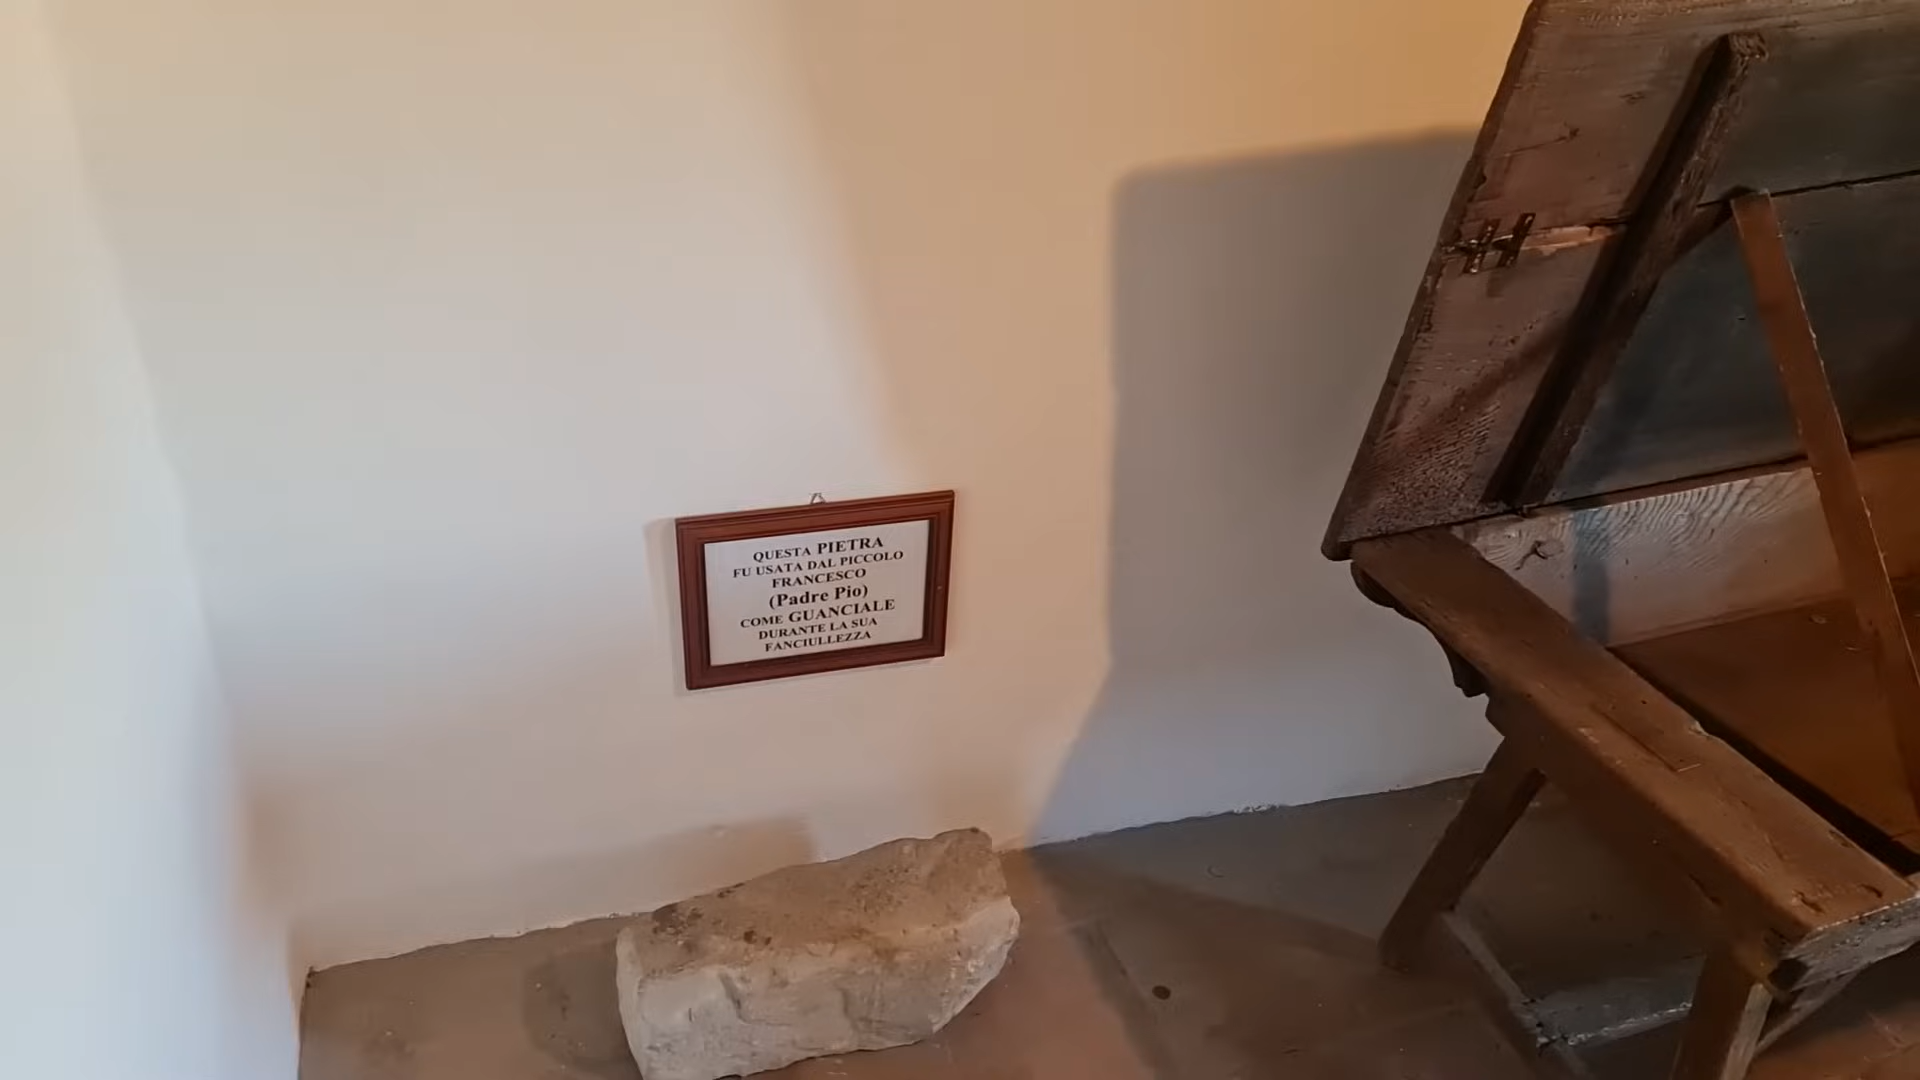 QUESTA PIETRA
FU USATA DAL PICCOLO
FRANCESCO
(Padre Pio)
COME GUANCIALE
DURANTE LA SUA
FANCIULLEZZA